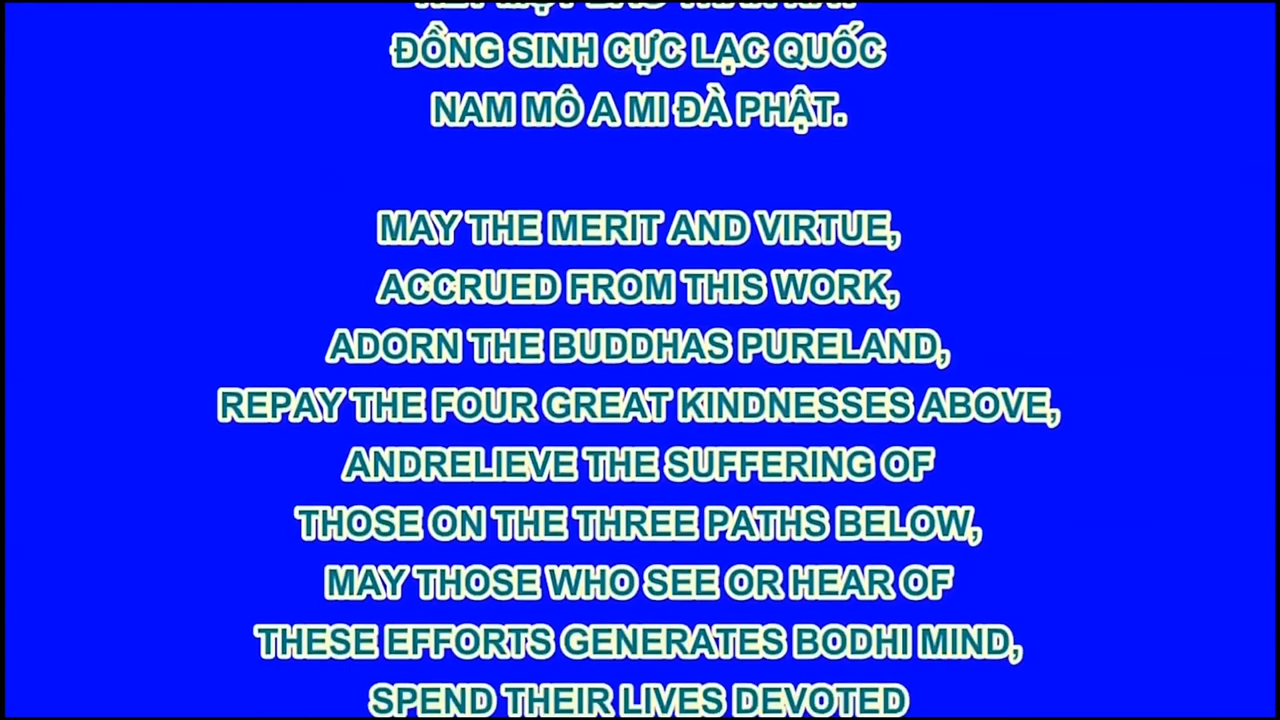 ĐỒNG SINH CỰC LẠC QUỐC
NAM MÔ A MI ĐÀ PHẬT.
MAY THE MERIT AND VIRTUE,
ACCRUED FROM THIS WORK,
ADORN THE BUDDHAS PURELAND,
REPAY THE FOUR GREAT KINDNESSES ABOVE,
ANDRELIEVE THE SUFFERING OF
THOSE ON THE THREE PATHS BELOW,
MAY THOSE WHO SEE OR HEAR OF
THESE EFFORTS GENERATES BODHI MIND,
SPEND THEIR LIVES DEVOTED